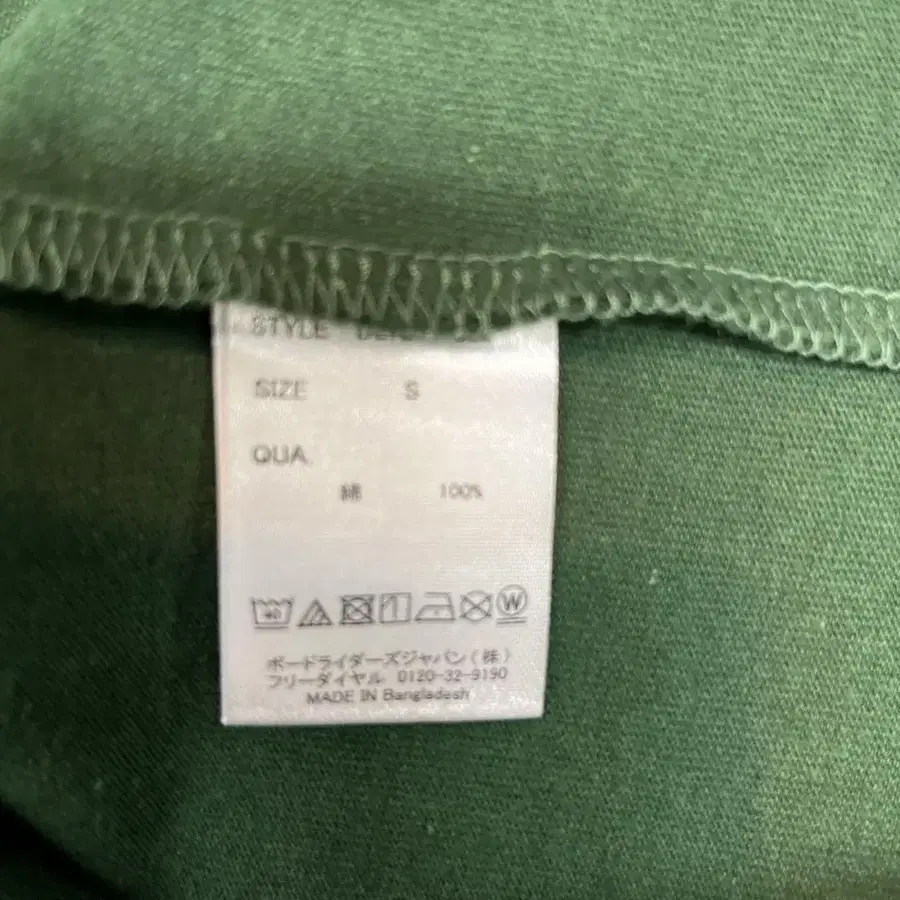 STYLE
SIZE S
QUA.
綿 100%
40 W
ボードライダーズジャパン(株)
フリーダイヤル 0120-32-9190
MADE IN Bangladesh